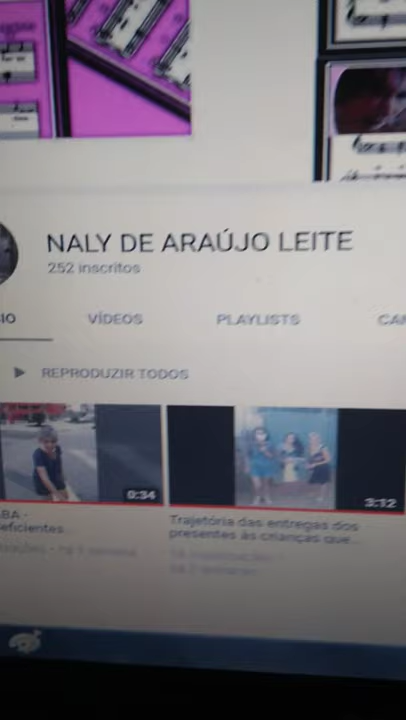 NALY DE ARAÚJO LEITE
252 inscritos
IO VÍDEOS PLAYLISTS CAN
REPRODUZIR TODOS
0:34
3:12
BA -
eficientes...
Trajetória das entregas dos
presentes às crianças que...